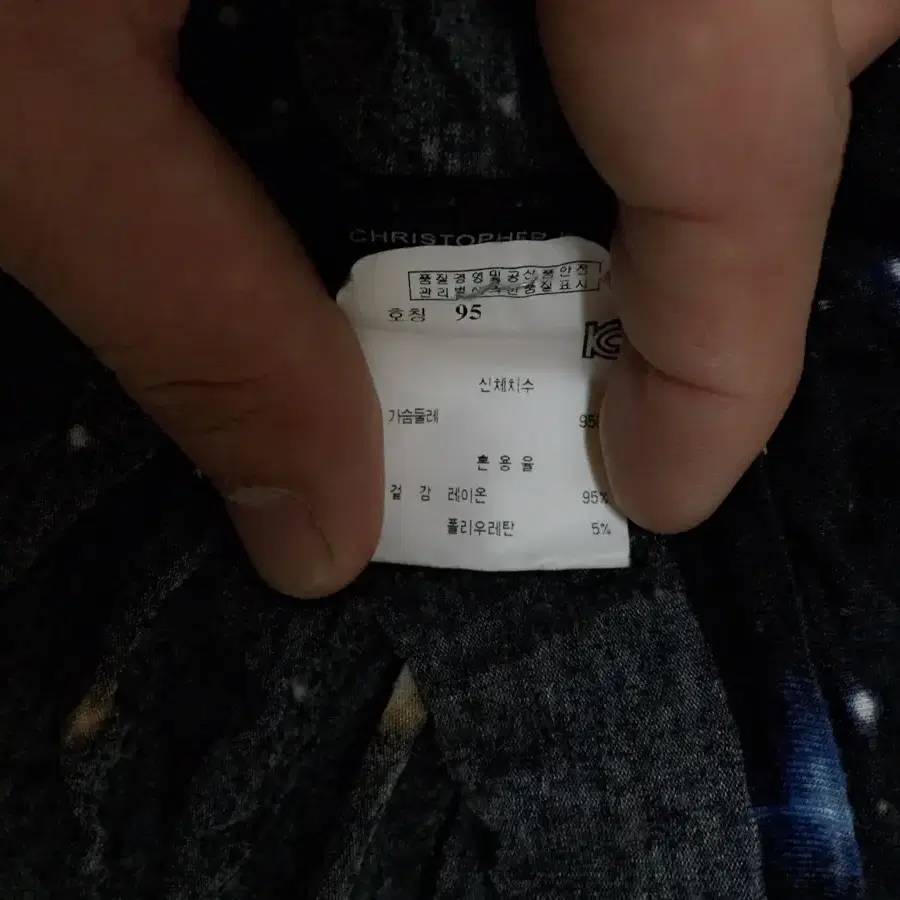 CHRISTOPHER
품질경영및공산품안전
관리법에의한품질표시
호칭 95
신체치수
가슴둘레 95
혼용율
겉 감 레이온 95%
폴리우레탄 5%